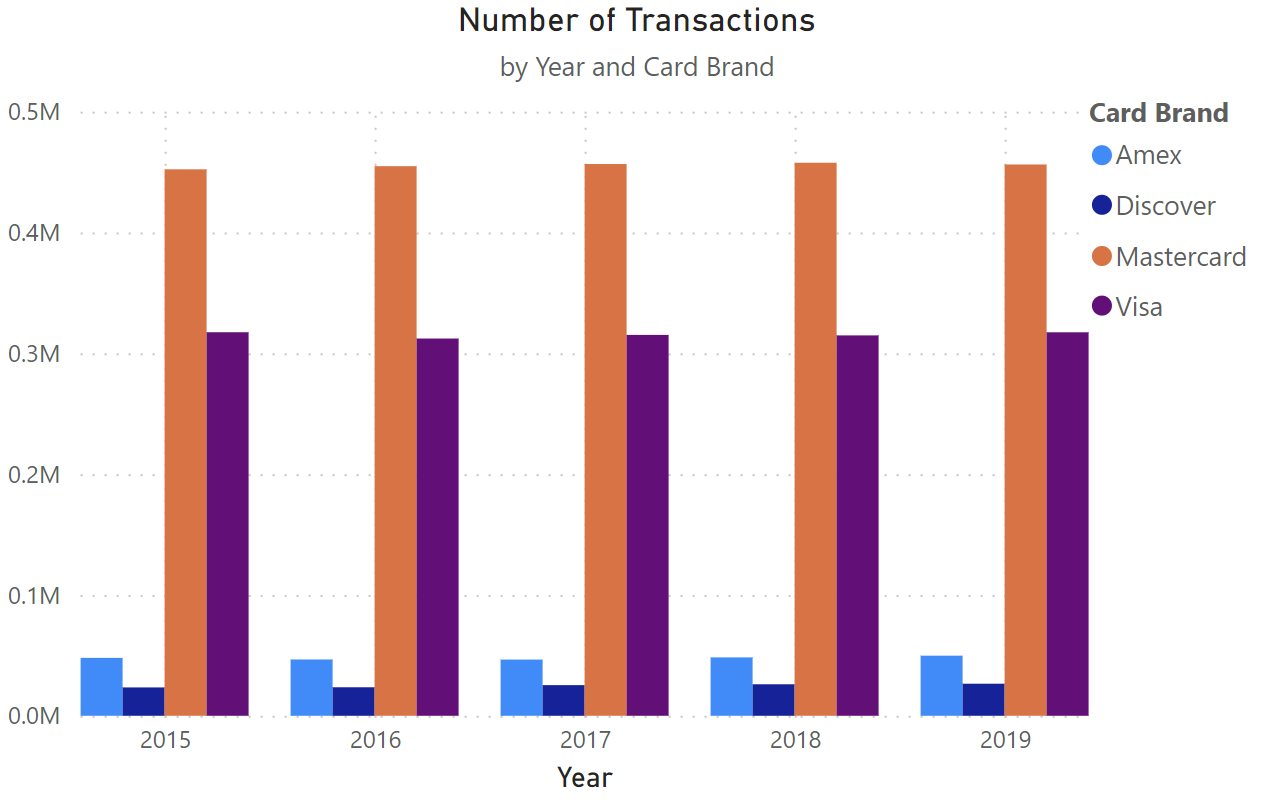 Number of Transactions
by Year and Card Brand
0.5M
0.4M
0.3M
0.2M
0.1M
0.0M
2015 2016 2017 2018 2019
Year
Card Brand
Amex
Discover
Mastercard
Visa